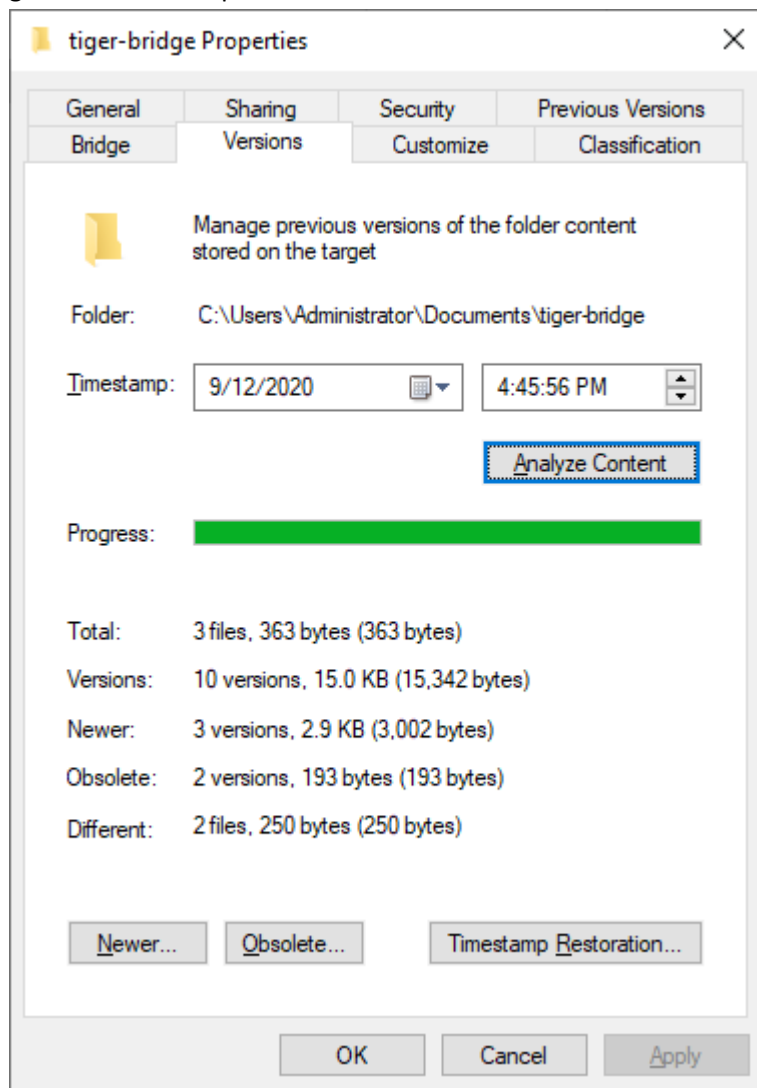 tiger-bridge Properties
General Sharing Security Previous Versions
Bridge Versions Customize Classification
Manage previous versions of the folder content
stored on the target
Folder: C:\Users\Administrator\Documents\tiger-bridge
Timestamp: 9/12/2020 4:45:56 PM
Analyze Content
Progress:
Total: 3 files, 363 bytes (363 bytes)
Versions: 10 versions, 15.0 KB (15,342 bytes)
Newer: 3 versions, 2.9 KB (3,002 bytes)
Obsolete: 2 versions, 193 bytes (193 bytes)
Different: 2 files, 250 bytes (250 bytes)
Newer... Obsolete... Timestamp Restoration...
OK Cancel Apply